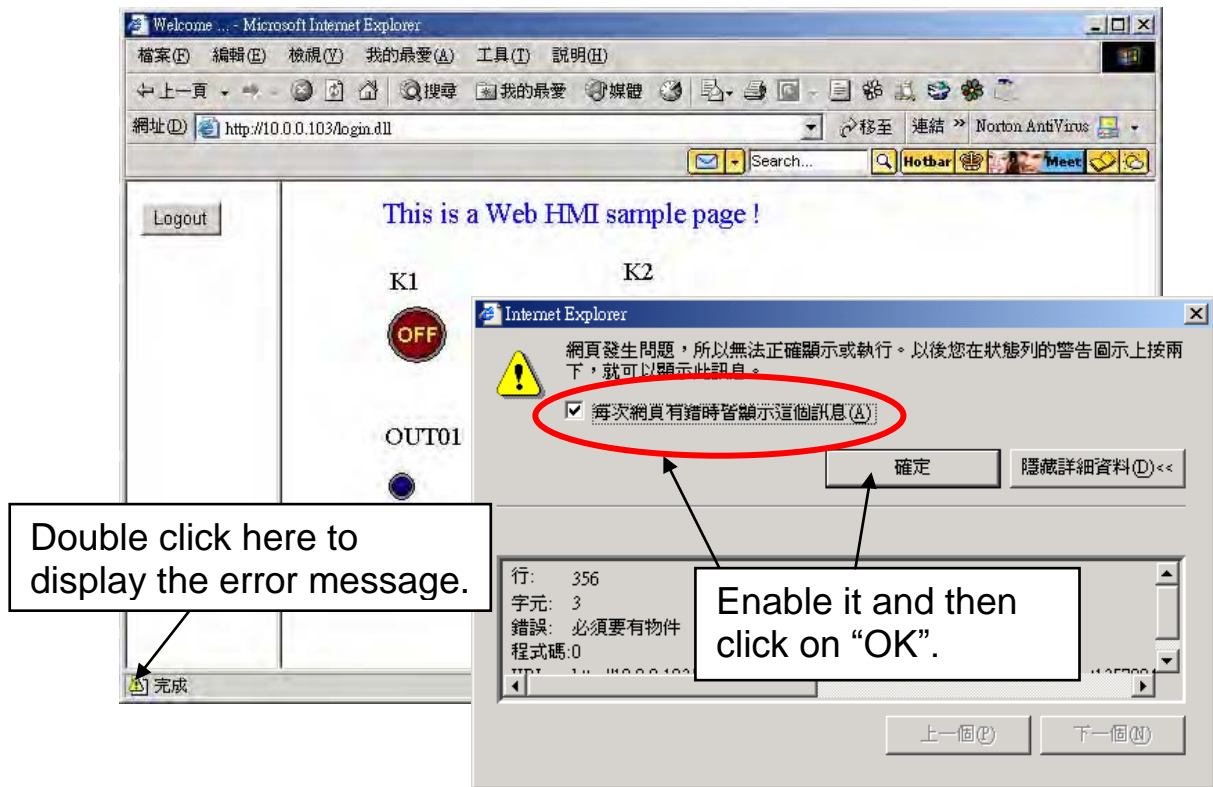 Welcome ... - Microsoft Internet Explorer
檔案(F) 編輯(E) 檢視(V) 我的最愛(A) 工具(T) 說明(H)
上一頁 搜尋 我的最愛 媒體
網址(D) http://10.0.0.103/login.dll 移至 連結 » Norton AntiVirus
Search... Hotbar Meet
Logout
This is a Web HMI sample page !
K1 K2
OFF
OUT01
Internet Explorer
網頁發生問題，所以無法正確顯示或執行。以後您在狀態列的警告圖示上按兩
下，就可以顯示此訊息。
每次網頁有錯時皆顯示這個訊息(A)
確定 隱藏詳細資料(D)<<
Double click here to
display the error message.
行: 356
字元: 3
錯誤: 必須要有物件
程式碼:0
Enable it and then
click on “OK”.
完成
上一個(P) 下一個(N)